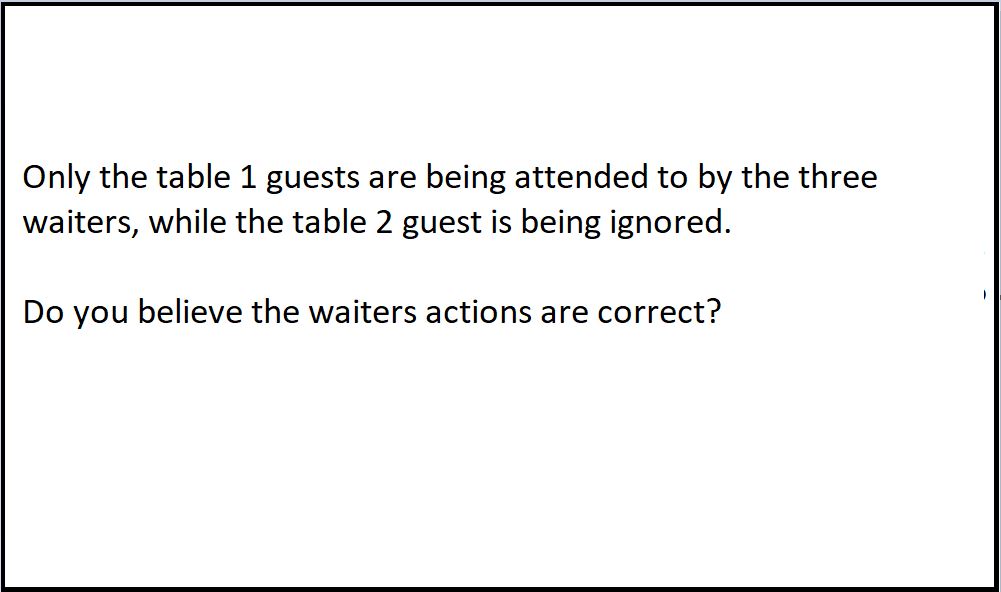 Only the table 1 guests are being attended to by the three
waiters, while the table 2 guest is being ignored.
Do you believe the waiters actions are correct?